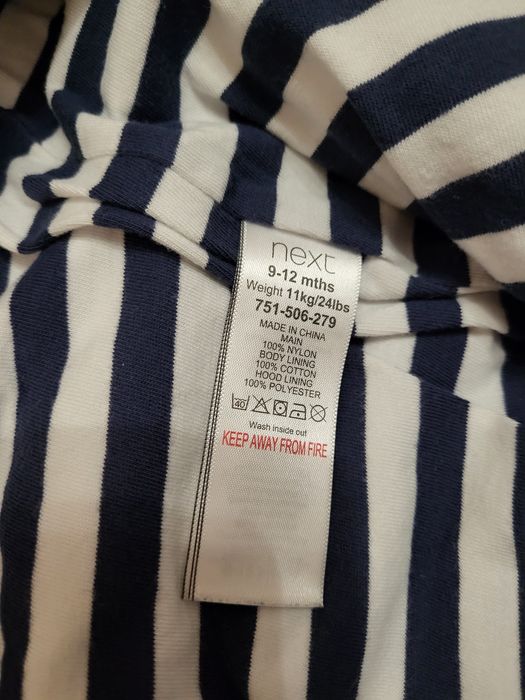 next
9-12 mths
Weight 11kg/24lbs
751-506-279
MADE IN CHINA
MAIN
100% NYLON
BODY LINING
100% COTTON
HOOD LINING
100% POLYESTER
40
Wash inside out
KEEP AWAY FROM FIRE